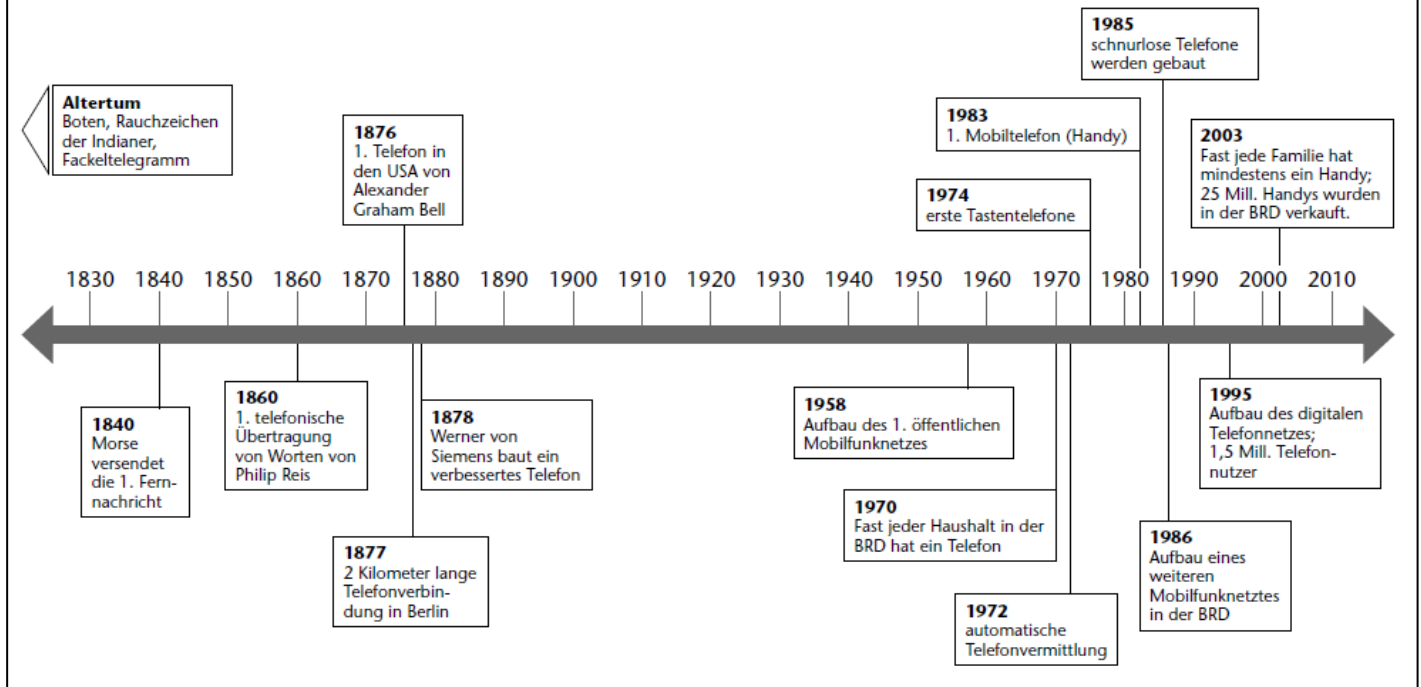 1985
schnurlose Telefone
werden gebaut
Altertum
Boten, Rauchzeichen
der Indianer,
Fackeltelegramm
1876
1. Telefon in
den USA von
Alexander
Graham Bell
1983
1. Mobiltelefon (Handy)
1974
erste Tastentelefone
2003
Fast jede Familie hat
mindestens ein Handy;
25 Mill. Handys wurden
in der BRD verkauft.
1830 1840 1850 1860 1870 1880 1890 1900 1910 1920 1930 1940 1950 1960 1970 1980 1990 2000 2010
1840
Morse
versendet
die 1. Fern-
nachricht
1860
1. telefonische
Übertragung
von Worten von
Philip Reis
1878
Werner von
Siemens baut ein
verbessertes Telefon
1877
2 Kilometer lange
Telefonverbin-
dung in Berlin
1958
Aufbau des 1. öffentlichen
Mobilfunknetzes
1970
Fast jeder Haushalt in der
BRD hat ein Telefon
1972
automatische
Telefonvermittlung
1995
Aufbau des digitalen
Telefonnetzes;
1,5 Mill. Telefon-
nutzer
1986
Aufbau eines
weiteren
Mobilfunknetztes
in der BRD